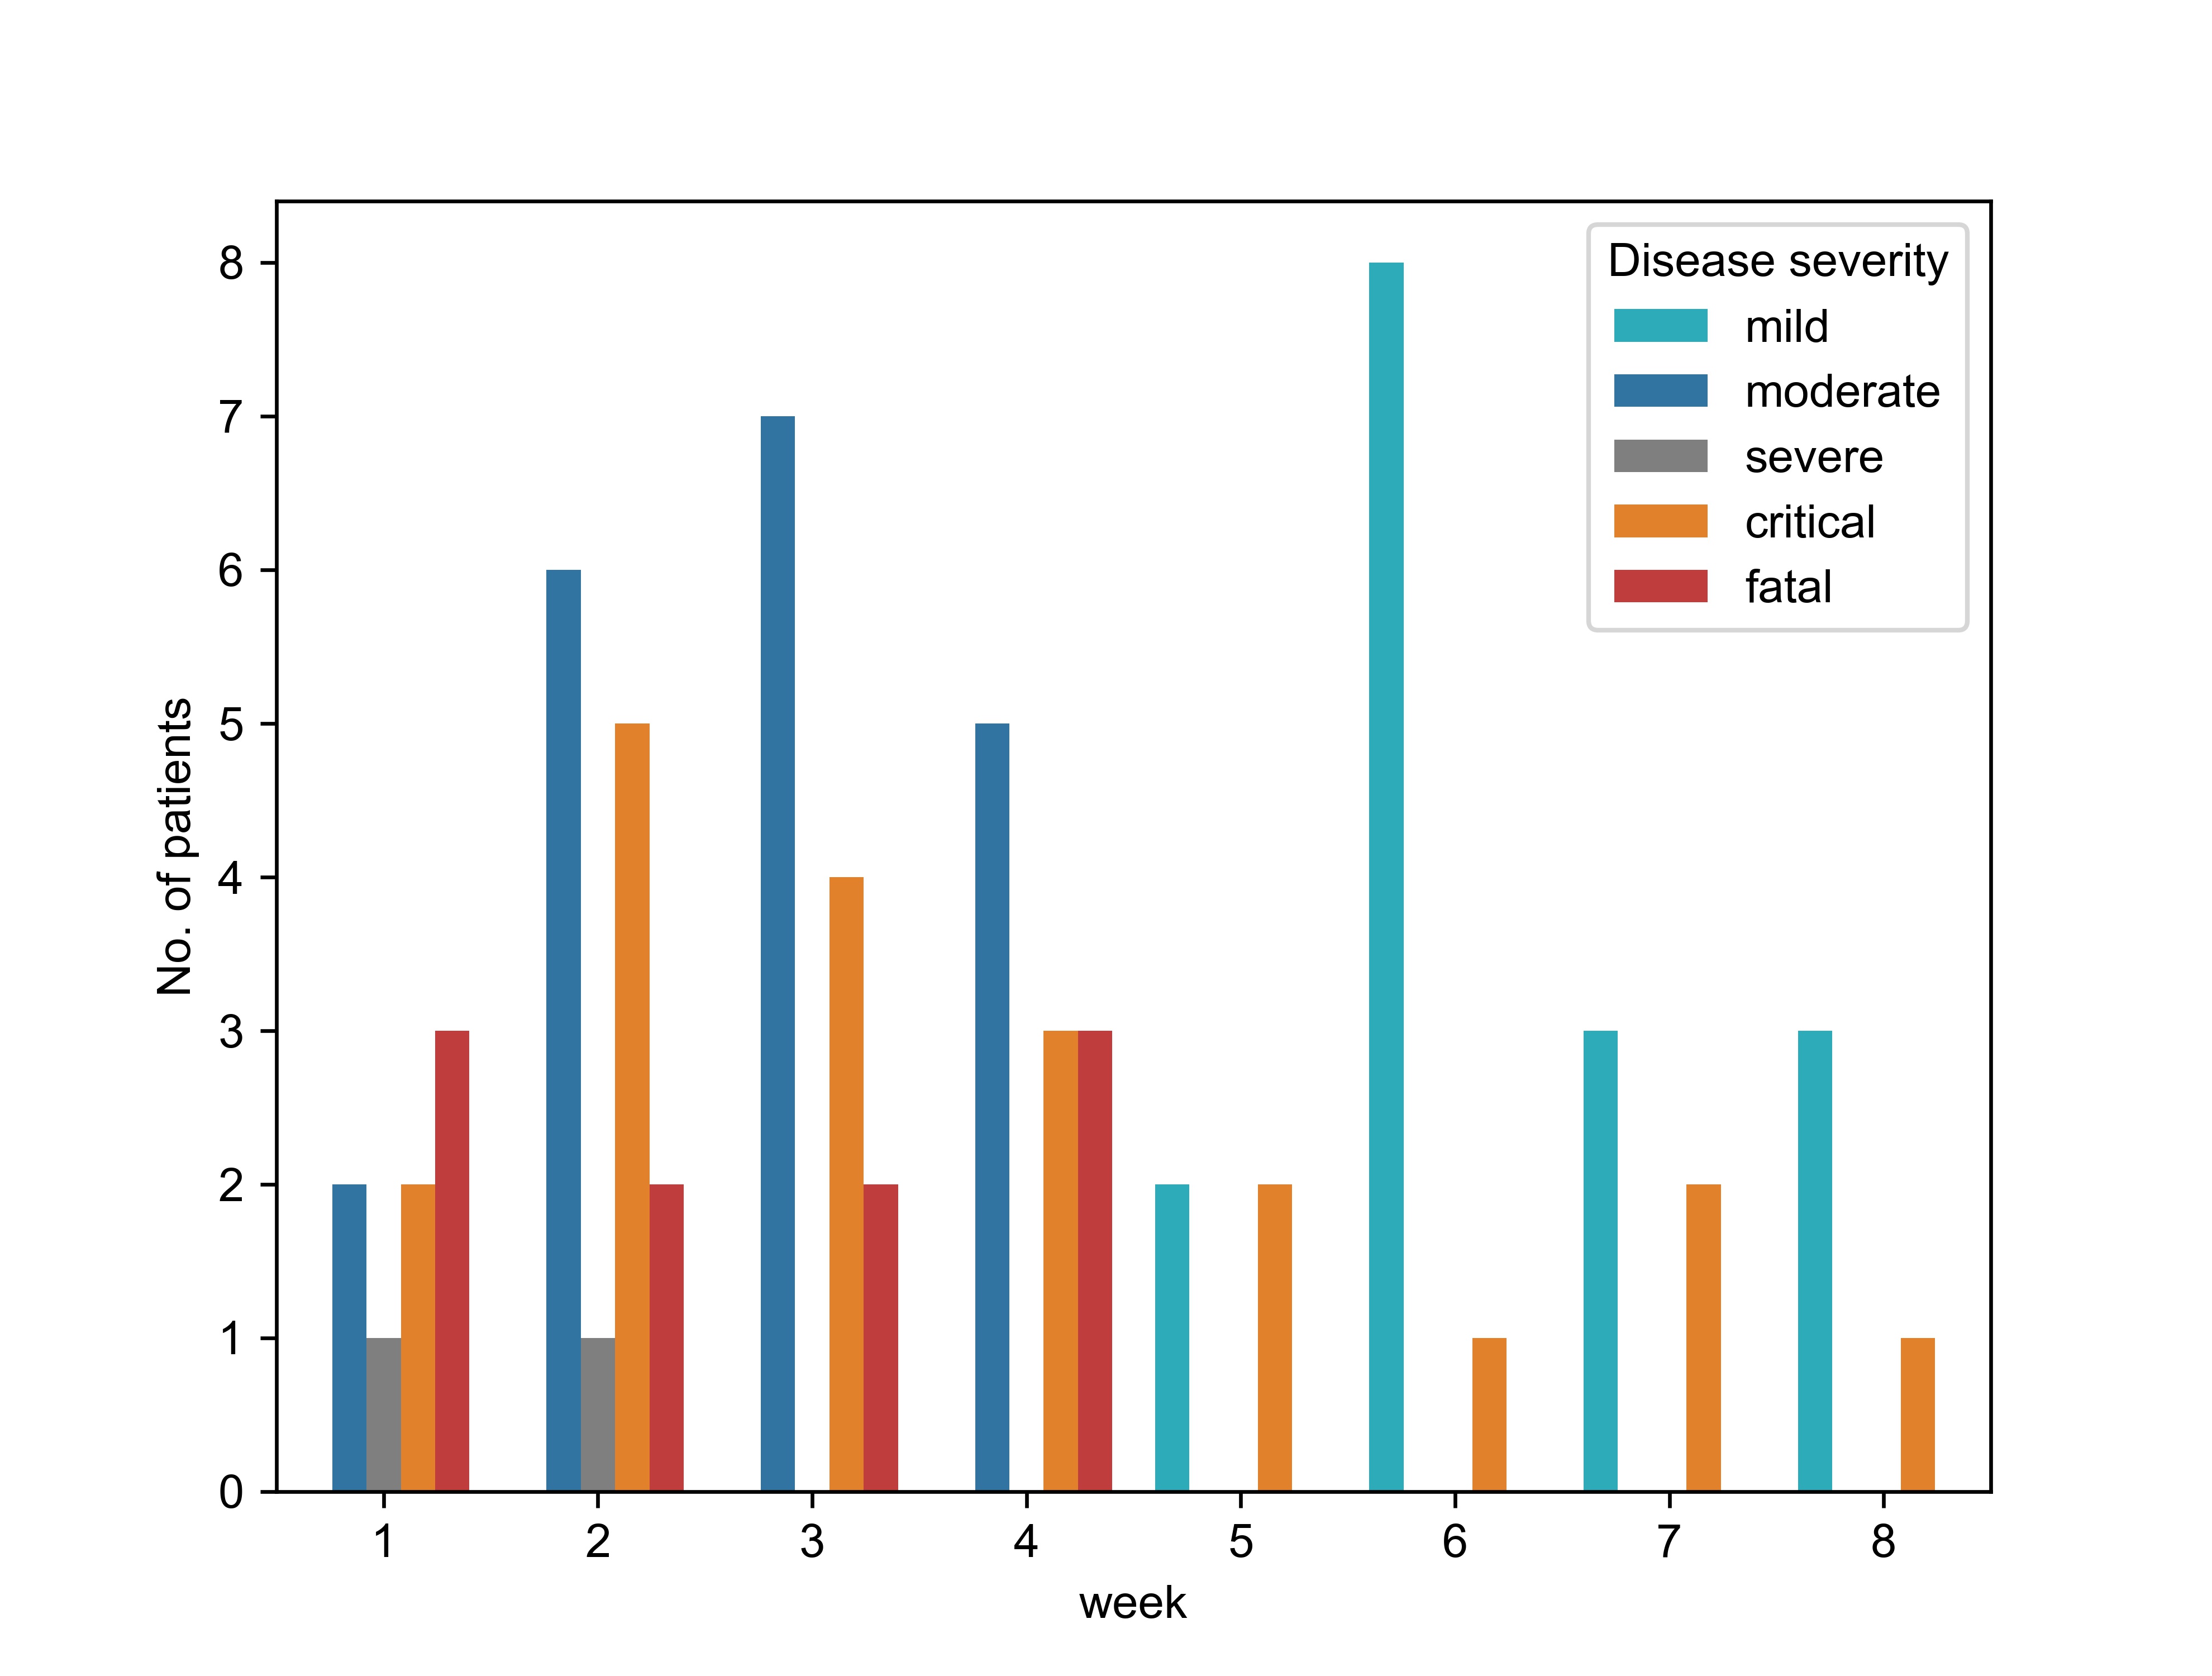 Disease severity
mild
moderate
severe
critical
fatal
No. of patients
8
7
6
5
4
3
2
1
0
1 2 3 4 5 6 7 8
week